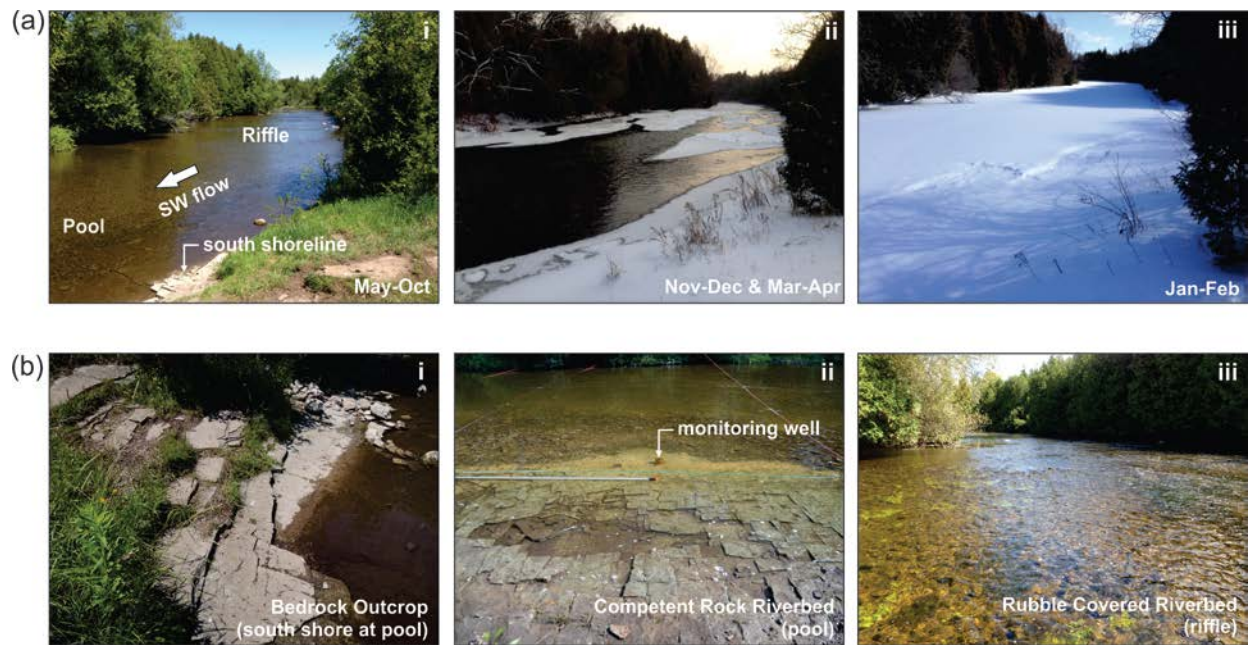 (a)
i
Riffle
SW flow
Pool
south shoreline
May-Oct
ii
Nov-Dec & Mar-Apr
iii
Jan-Feb
(b)
i
Bedrock Outcrop
(south shore at pool)
ii
monitoring well
Competent Rock Riverbed
(pool)
iii
Rubble Covered Riverbed
(riffle)